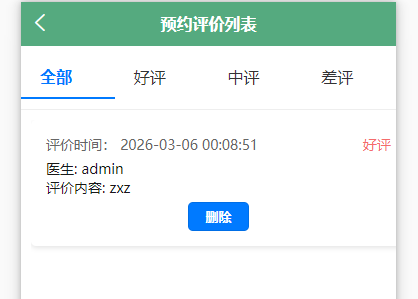 预约评价列表
全部 好评 中评 差评
评价时间： 2026-03-06 00:08:51 好评
医生: admin
评价内容: zxz
删除